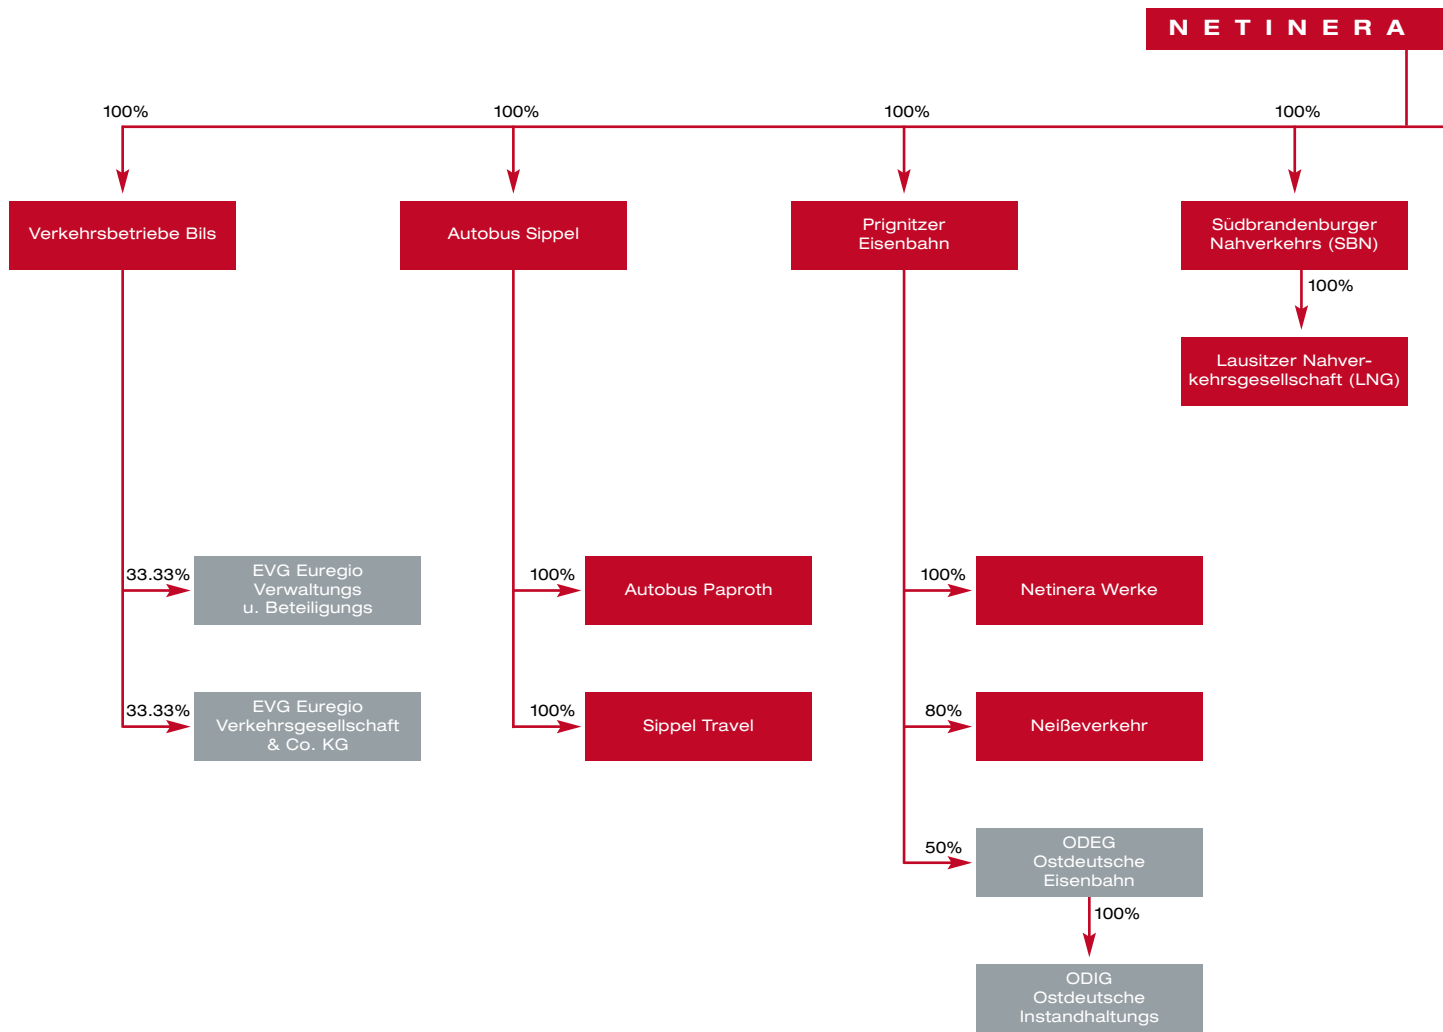 NETINERA
100%
100%
100%
100%
Verkehrsbetriebe Bils
Autobus Sippel
Prignitzer
Eisenbahn
Südbrandenburger
Nahverkehrs (SBN)
100%
Lausitzer Nahver-
kehrsgesellschaft (LNG)
33.33%
EVG Euregio
Verwaltungs
u. Beteiligungs
100%
Autobus Paproth
100%
Netinera Werke
33.33%
EVG Euregio
Verkehrsgesellschaft
& Co. KG
100%
Sippel Travel
80%
Neißeverkehr
50%
ODEG
Ostdeutsche
Eisenbahn
100%
ODIG
Ostdeutsche
Instandhaltungs